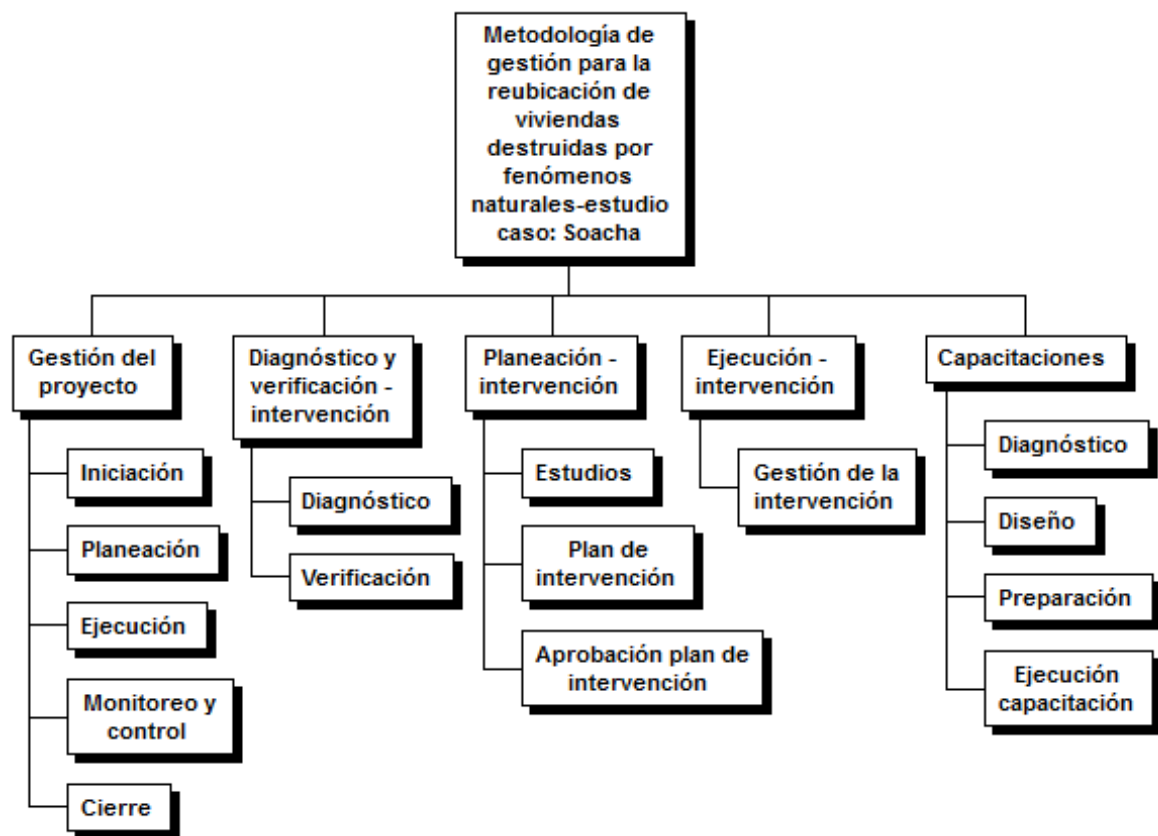 Metodología de
gestión para la
reubicación de
viviendas
destruidas por
fenómenos
naturales-estudio
caso: Soacha
Gestión del
proyecto
Iniciación
Planeación
Ejecución
Monitoreo y
control
Cierre
Diagnóstico y
verificación -
intervención
Diagnóstico
Verificación
Planeación -
intervención
Estudios
Plan de
intervención
Aprobación plan de
intervención
Ejecución -
intervención
Gestión de la
intervención
Capacitaciones
Diagnóstico
Diseño
Preparación
Ejecución
capacitación